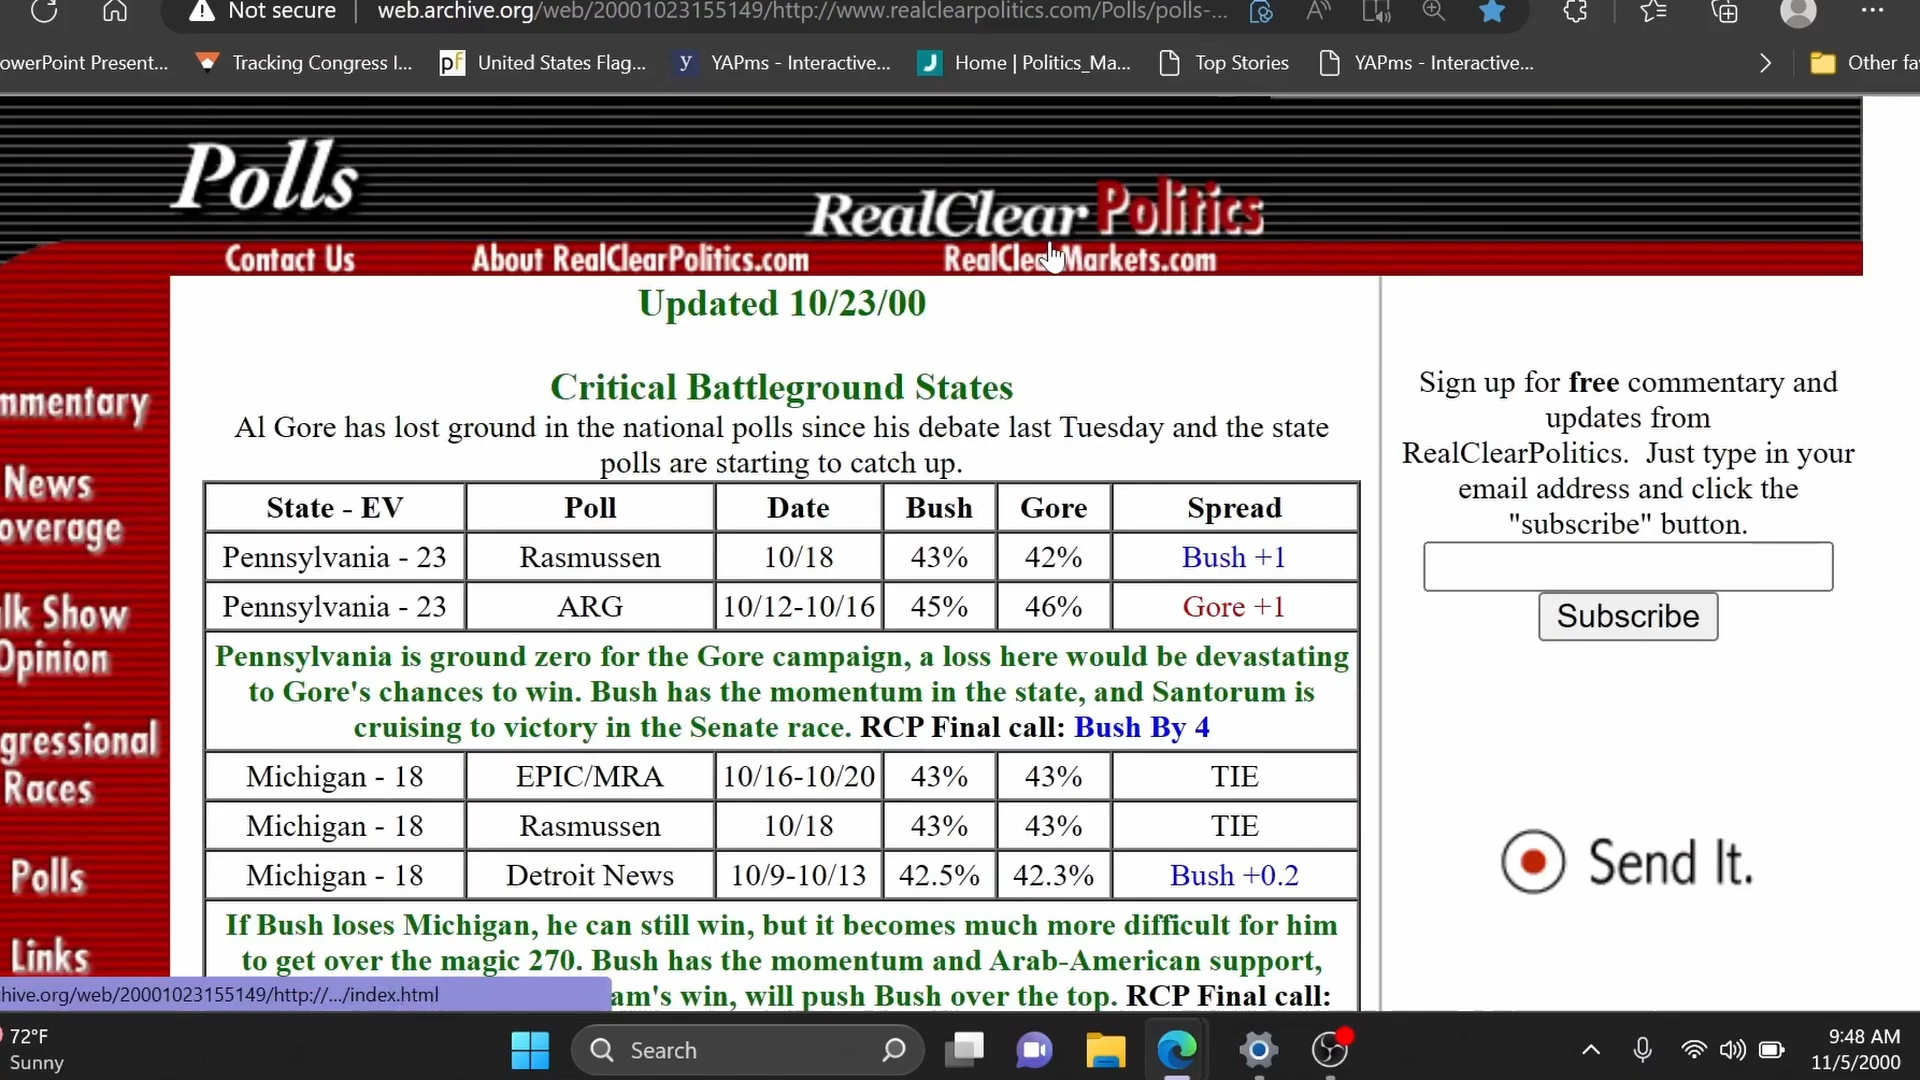 Not secure
web.archive.org/web/20001023155149/http://www.realclearpolitics.com/Polls/polls-...
owerPoint Present...
Tracking Congress I...
pf
United States Flag...
y
YAPms - Interactive...
J
Home | Politics_Ma...
Top Stories
YAPms - Interactive...
Other fa
Polls
RealClear Politics
Contact Us
About RealClearPolitics.com
RealClearMarkets.com
Updated 10/23/00
Critical Battleground States
Al Gore has lost ground in the national polls since his debate last Tuesday and the state
polls are starting to catch up.
State - EV Poll Date Bush Gore Spread
Pennsylvania - 23 Rasmussen 10/18 43% 42% Bush +1
Pennsylvania - 23 ARG 10/12-10/16 45% 46% Gore +1
Pennsylvania is ground zero for the Gore campaign, a loss here would be devastating
to Gore's chances to win. Bush has the momentum in the state, and Santorum is
cruising to victory in the Senate race. RCP Final call: Bush By 4
Michigan - 18 EPIC/MRA 10/16-10/20 43% 43% TIE
Michigan - 18 Rasmussen 10/18 43% 43% TIE
Michigan - 18 Detroit News 10/9-10/13 42.5% 42.3% Bush +0.2
If Bush loses Michigan, he can still win, but it becomes much more difficult for him
to get over the magic 270. Bush has the momentum and Arab-American support,
am's win, will push Bush over the top. RCP Final call:
mmentary
News
overage
lk Show
Opinion
gressional
Races
Polls
Links
Sign up for free commentary and
updates from
RealClearPolitics. Just type in your
email address and click the
"subscribe" button.
Subscribe
Send It.
hive.org/web/20001023155149/http://.../index.html
72°F
Sunny
Search
9:48 AM
11/5/2000